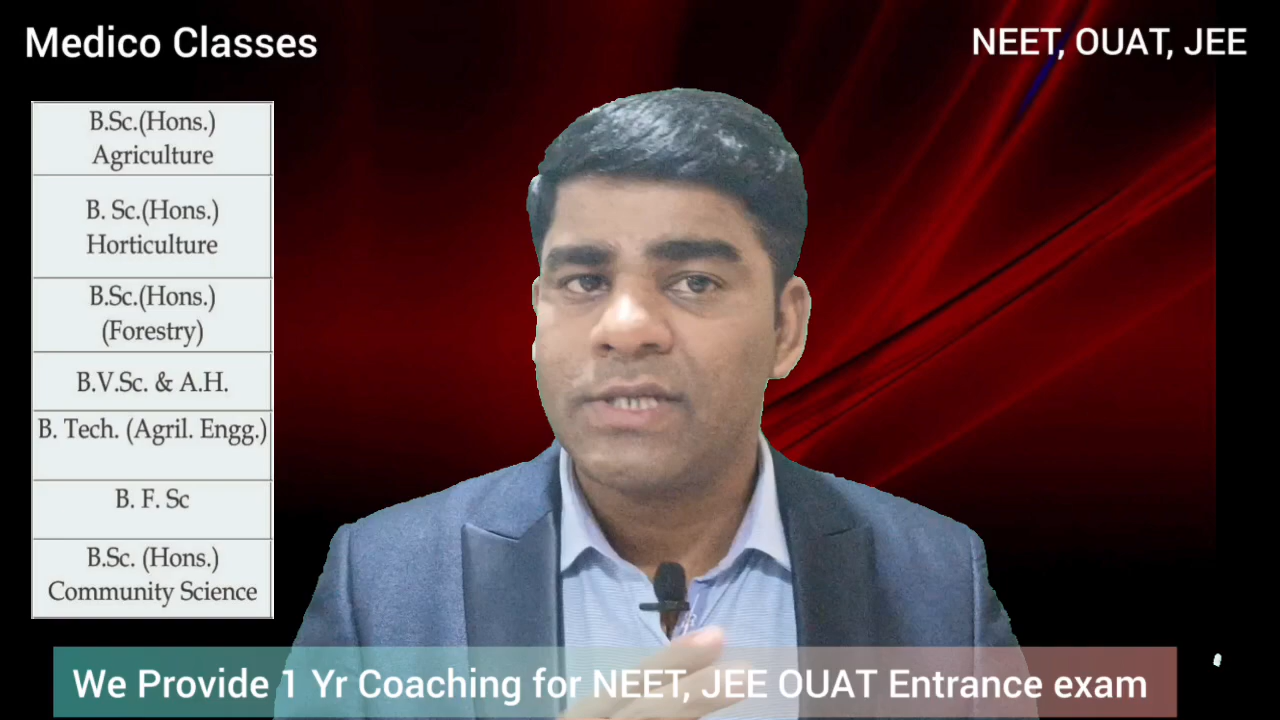 Medico Classes
NEET, OUAT, JEE
B.Sc.(Hons.)
Agriculture
B. Sc.(Hons.)
Horticulture
B.Sc.(Hons.)
(Forestry)
B.V.Sc. & A.H.
B. Tech. (Agril. Engg.)
B. F. Sc
B.Sc. (Hons.)
Community Science
We Provide 1 Yr Coaching for NEET, JEE OUAT Entrance exam